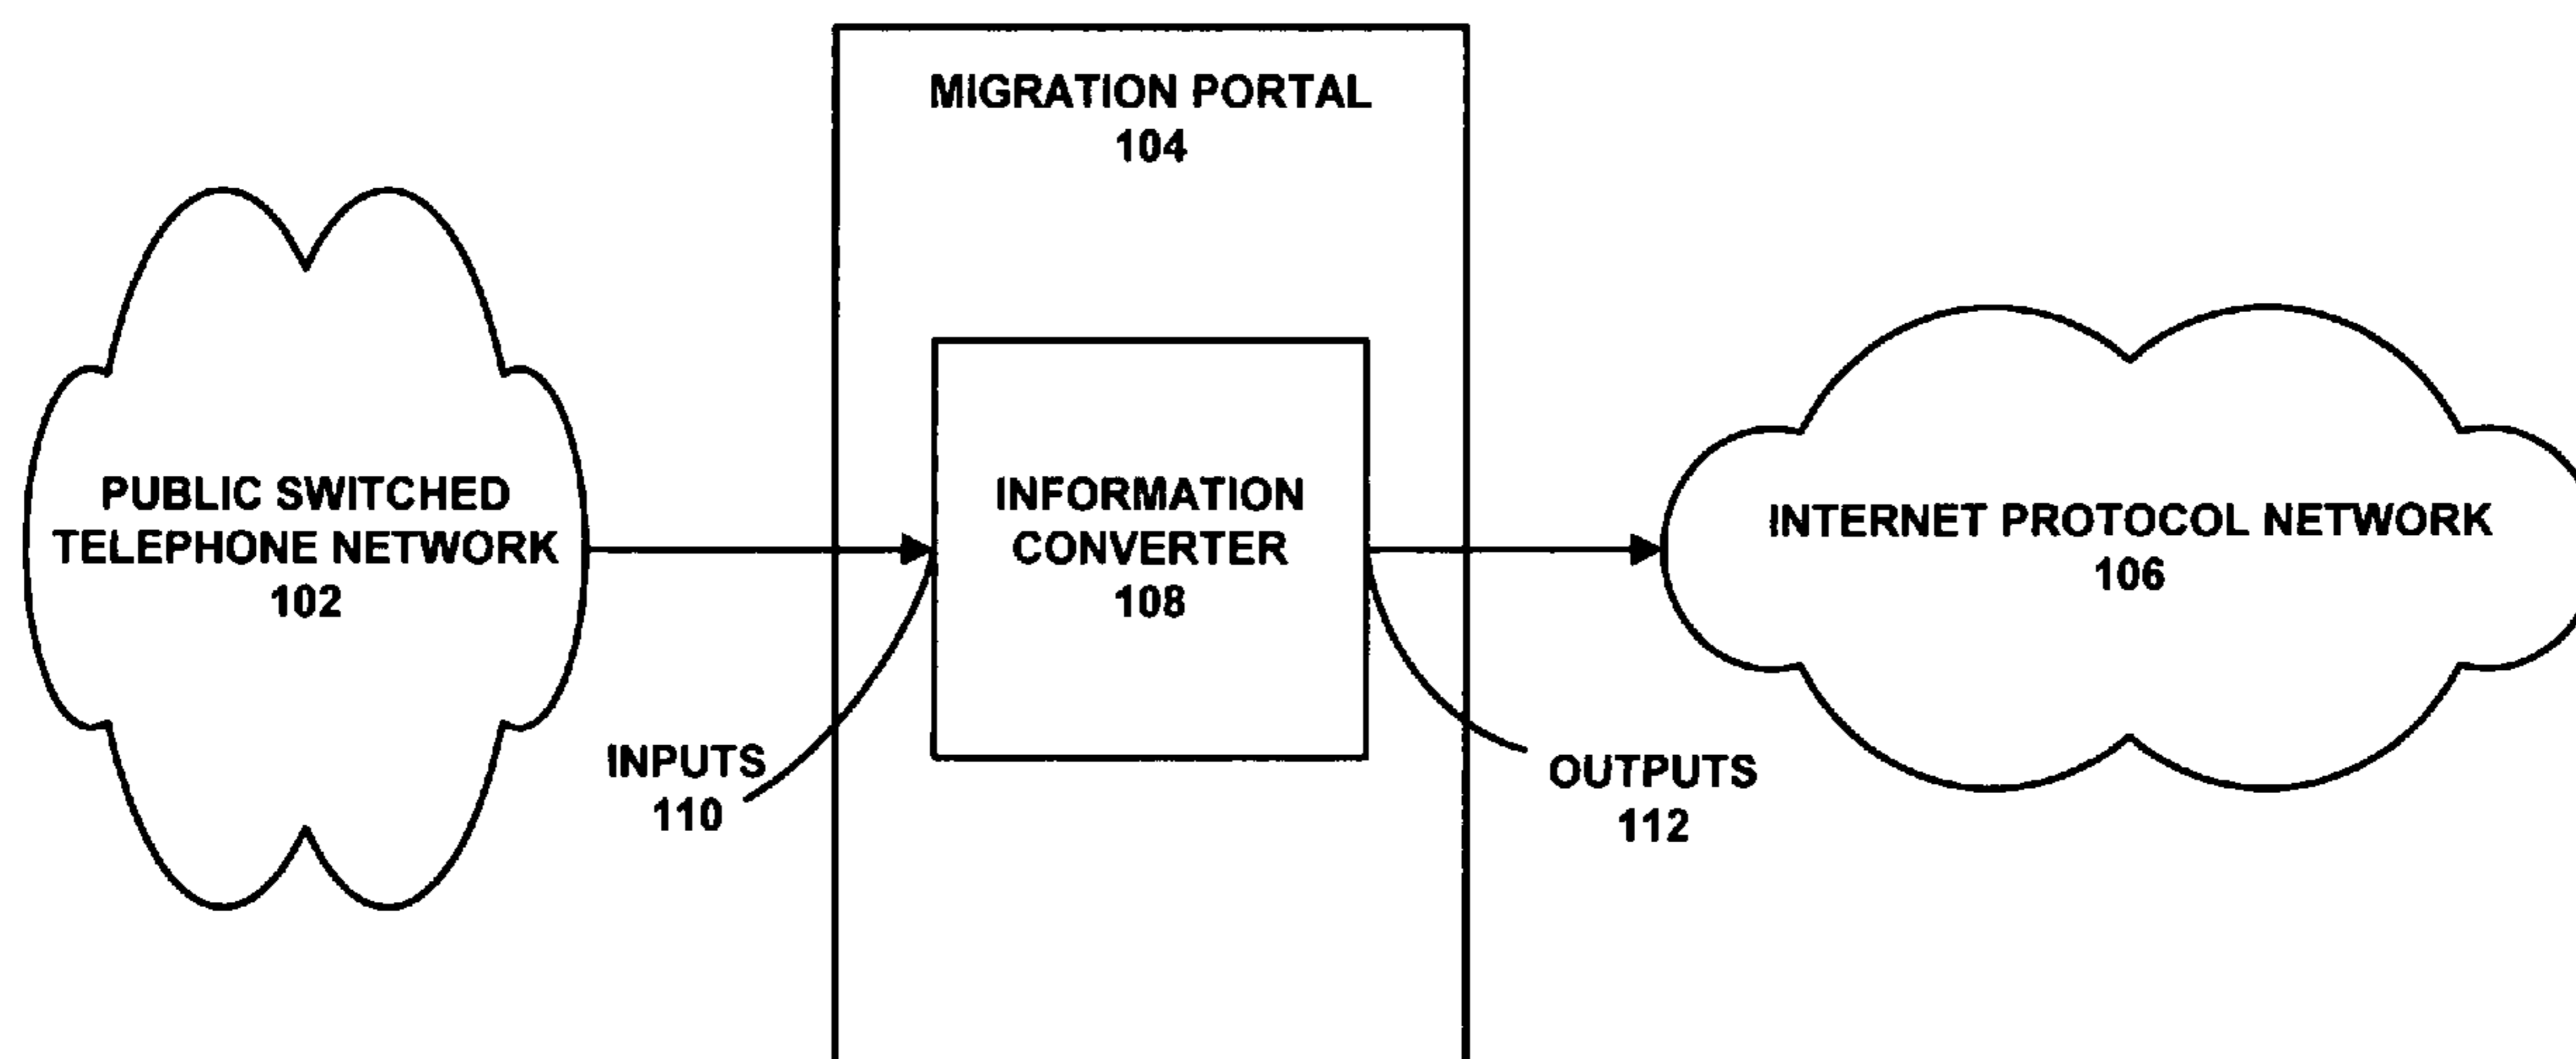 MIGRATION PORTAL
104
PUBLIC SWITCHED
TELEPHONE NETWORK
102
INFORMATION
CONVERTER
108
INTERNET PROTOCOL NETWORK
106
INPUTS
110
OUTPUTS
112